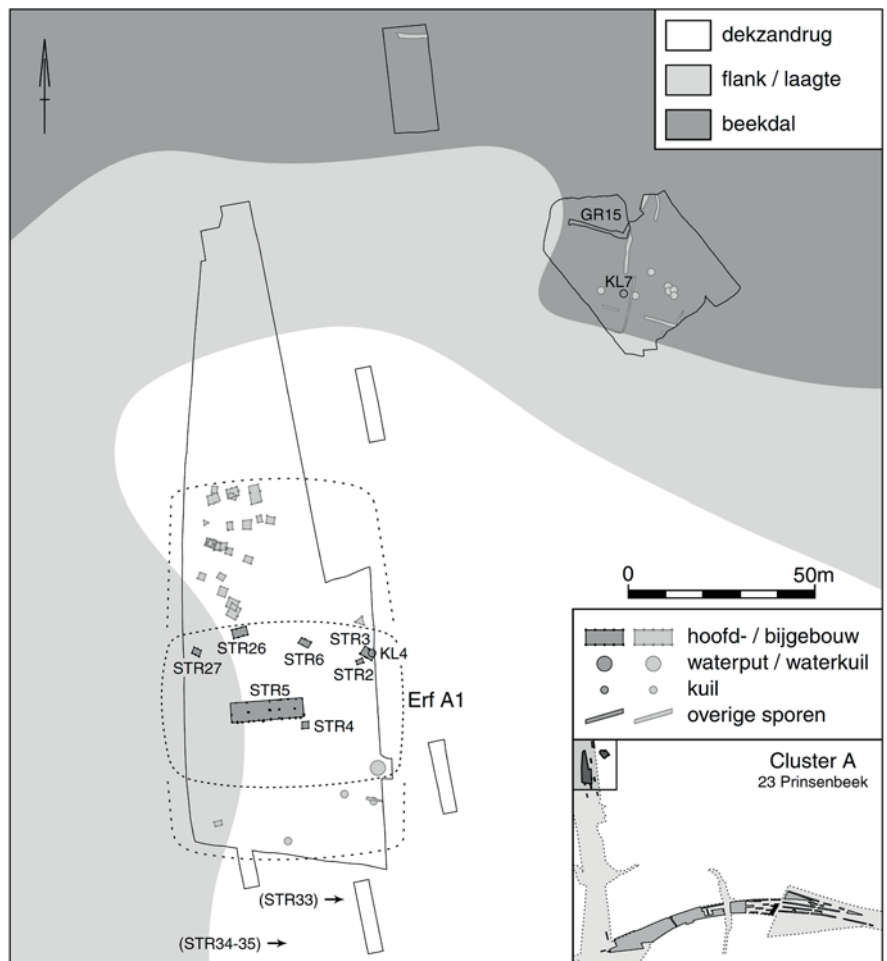 dekzandrug
flank / laagte
beekdal
GR15
KL7
0 50m
STR3
STR26
STR6
KL4
STR27
STR2
STR5
Erf A1
STR4
hoofd- / bijgebouw
waterput / waterkuil
kuil
overige sporen
Cluster A
23 Prinsenbeek
(STR33)
(STR34-35)